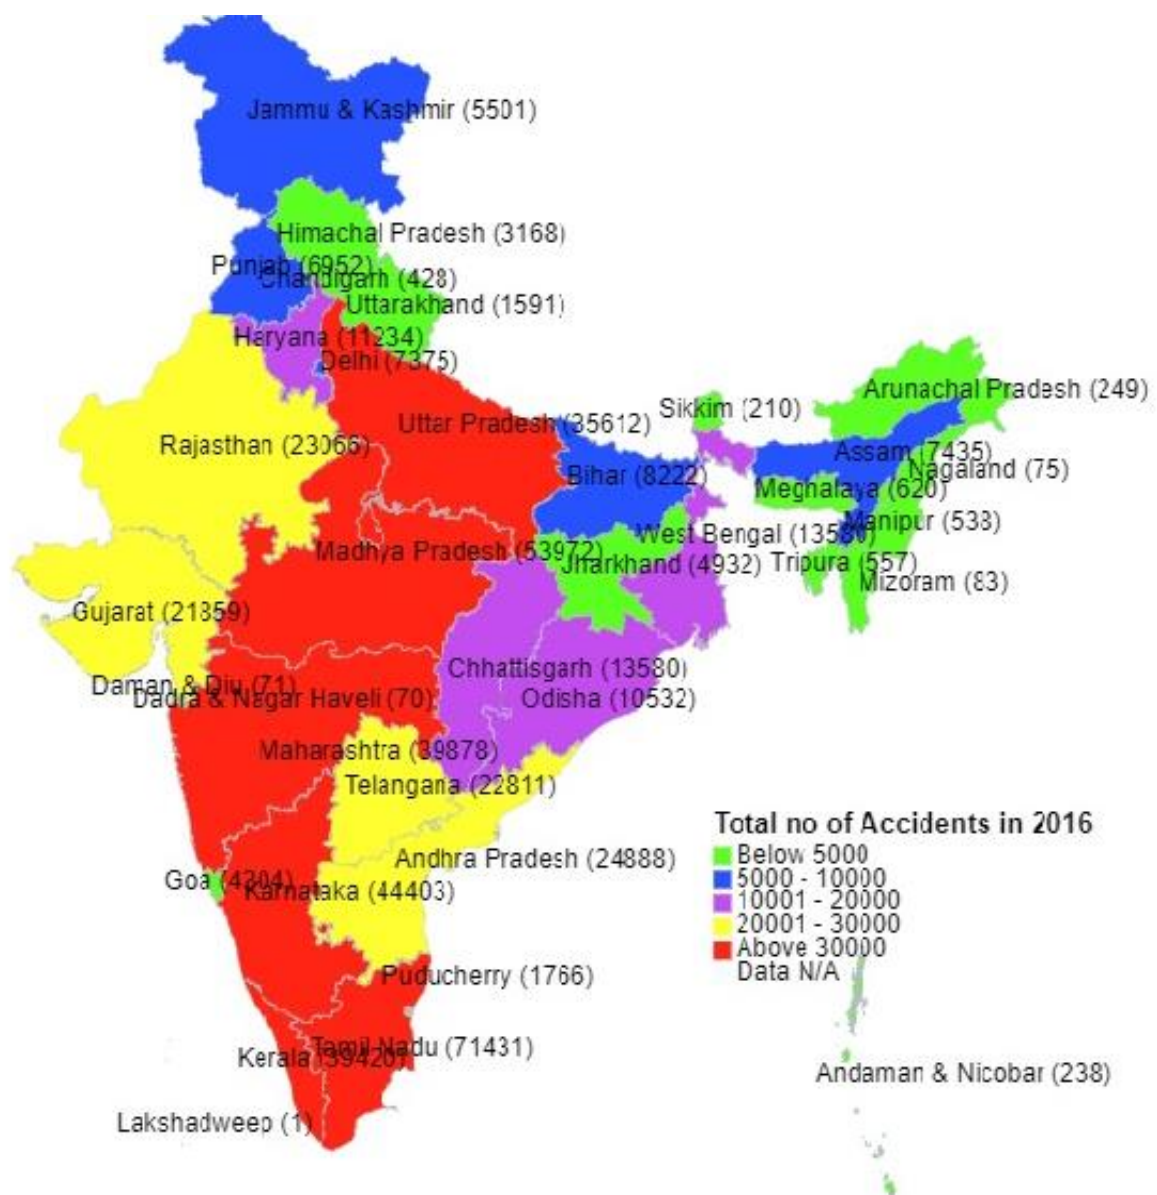 Jammu & Kashmir (5501)
Himachal Pradesh (3168)
Punjab (6952)
Chandigarh (428)
Uttarakhand (1591)
Haryana (11234)
Delhi (7375)
Arunachal Pradesh (249)
Sikkim (210)
Uttar Pradesh (35612)
Rajasthan (23066)
Assam (7435)
Nagaland (75)
Bihar (8222)
Meghalaya (620)
Manipur (538)
West Bengal (13580)
Madhya Pradesh (53972)
Jharkhand (4932)
Tripura (557)
Mizoram (83)
Gujarat (21859)
Chhattisgarh (13580)
Daman & Diu (71)
Dadra & Nagar Haveli (70)
Odisha (10532)
Maharashtra (39878)
Telangana (22811)
Total no of Accidents in 2016
Below 5000
5000 - 10000
10001 - 20000
20001 - 30000
Above 30000
Data N/A
Andhra Pradesh (24888)
Goa (4304)
Karnataka (44403)
Puducherry (1766)
Tamil Nadu (71431)
Kerala (39420)
Andaman & Nicobar (238)
Lakshadweep (1)